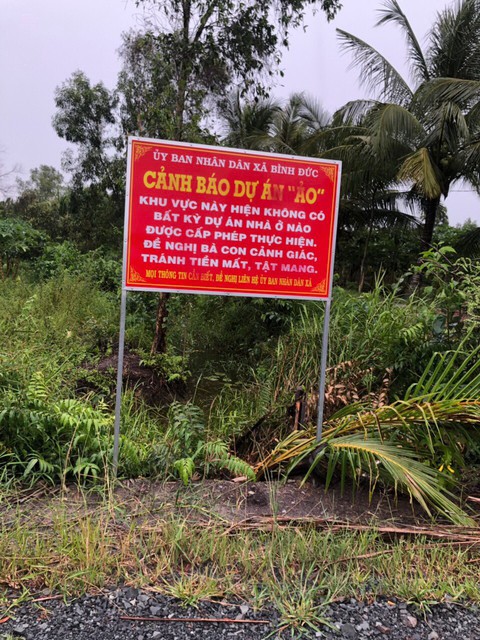 ỦY BAN NHÂN DÂN XÃ BÌNH ĐỨC
CẢNH BÁO DỰ ÁN "ẢO"
KHU VỰC NÀY HIỆN KHÔNG CÓ
BẤT KỲ DỰ ÁN NHÀ Ở NÀO
ĐƯỢC CẤP PHÉP THỰC HIỆN.
ĐỀ NGHỊ BÀ CON CẢNH GIÁC,
TRÁNH TIỀN MẤT, TẬT MANG.
MỌI THÔNG TIN CẦN BIẾT, ĐỀ NGHỊ LIÊN HỆ ỦY BAN NHÂN DÂN XÃ